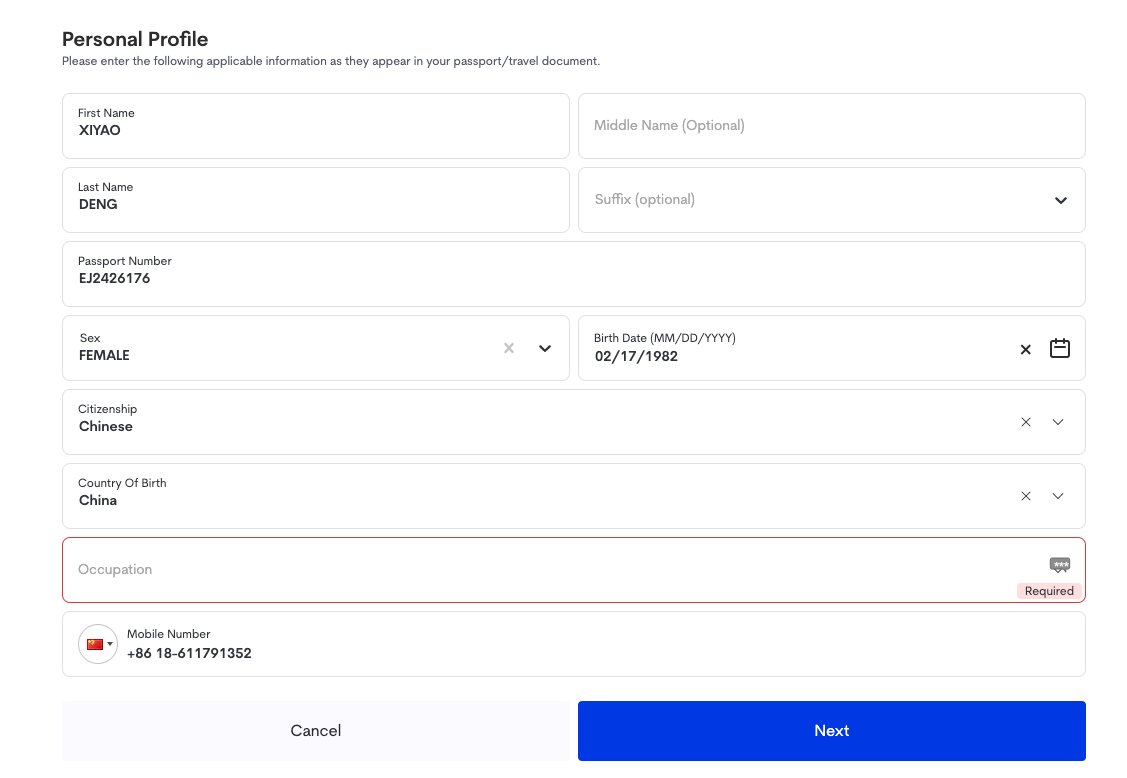 Personal Profile
Please enter the following applicable information as they appear in your passport/travel document.
First Name
XIYAO
Middle Name (Optional)
Last Name
DENG
Suffix (optional)
Passport Number
EJ2426176
Sex
FEMALE
Birth Date (MM/DD/YYYY)
02/17/1982
Citizenship
Chinese
Country Of Birth
China
Occupation
Required
Mobile Number
+86 18-611791352
Cancel
Next